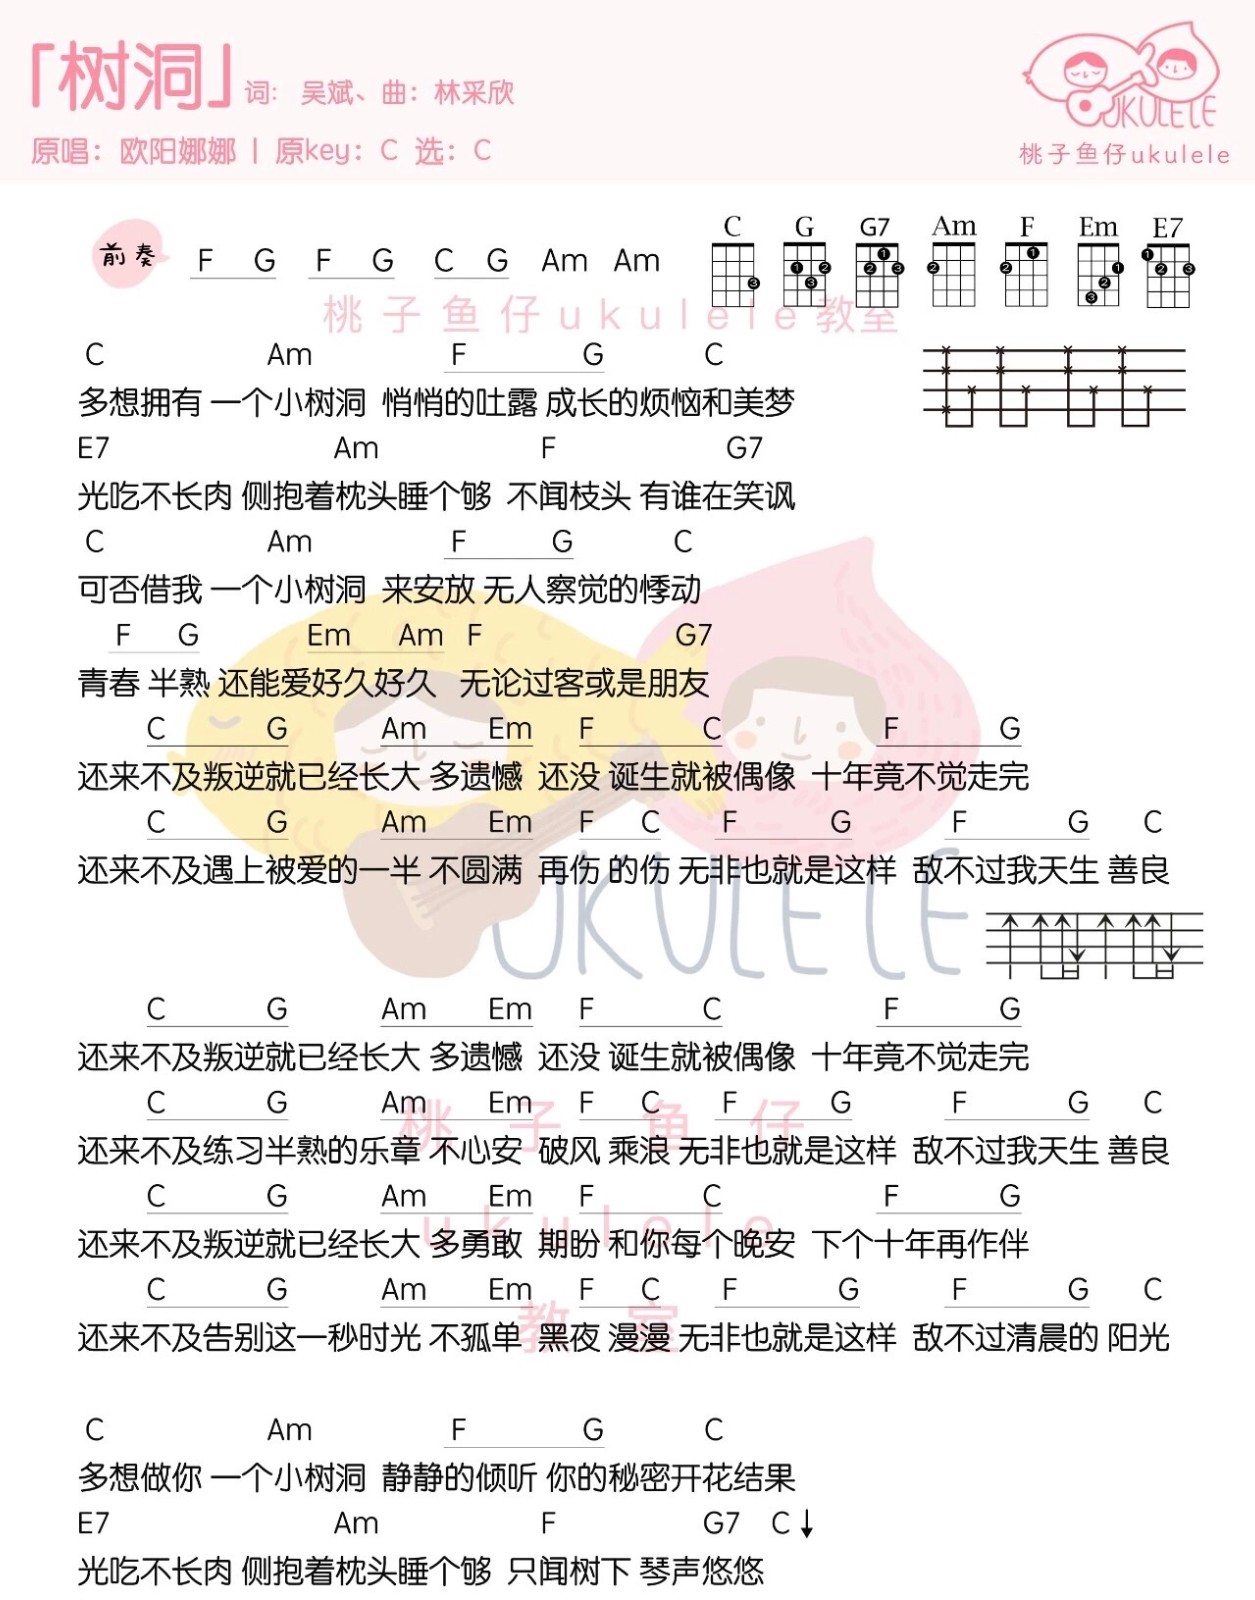 「树洞」词： 吴斌、曲：林采欣
原唱：欧阳娜娜 | 原key：C 选：C
UKULELE
桃子鱼仔ukulele
前奏 F G F G C G Am Am
C G G7 Am F Em E7
桃子鱼仔ukulele教室
C Am F G C
多想拥有 一个小树洞 悄悄的吐露 成长的烦恼和美梦
E7 Am F G7
光吃不长肉 侧抱着枕头睡个够 不闻枝头 有谁在笑讽
C Am F G C
可否借我 一个小树洞 来安放 无人察觉的悸动
F G Em Am F G7
青春 半熟 还能爱好久好久 无论过客或是朋友
C G Am Em F C F G
还来不及叛逆就已经长大 多遗憾 还没 诞生就被偶像 十年竟不觉走完
C G Am Em F C F G F G C
还来不及遇上被爱的一半 不圆满 再伤 的伤 无非也就是这样 敌不过我天生 善良
UKULELE
C G Am Em F C F G
还来不及叛逆就已经长大 多遗憾 还没 诞生就被偶像 十年竟不觉走完
C G Am Em F C F G F G C
桃子鱼仔
还来不及练习半熟的乐章 不心安 破风 乘浪 无非也就是这样 敌不过我天生 善良
C G Am Em F C F G
ukulele
还来不及叛逆就已经长大 多勇敢 期盼 和你每个晚安 下个十年再作伴
C G Am Em F C F G F G C
教室
还来不及告别这一秒时光 不孤单 黑夜 漫漫 无非也就是这样 敌不过清晨的 阳光
C Am F G C
多想做你 一个小树洞 静静的倾听 你的秘密开花结果
E7 Am F G7 C↓
光吃不长肉 侧抱着枕头睡个够 只闻树下 琴声悠悠